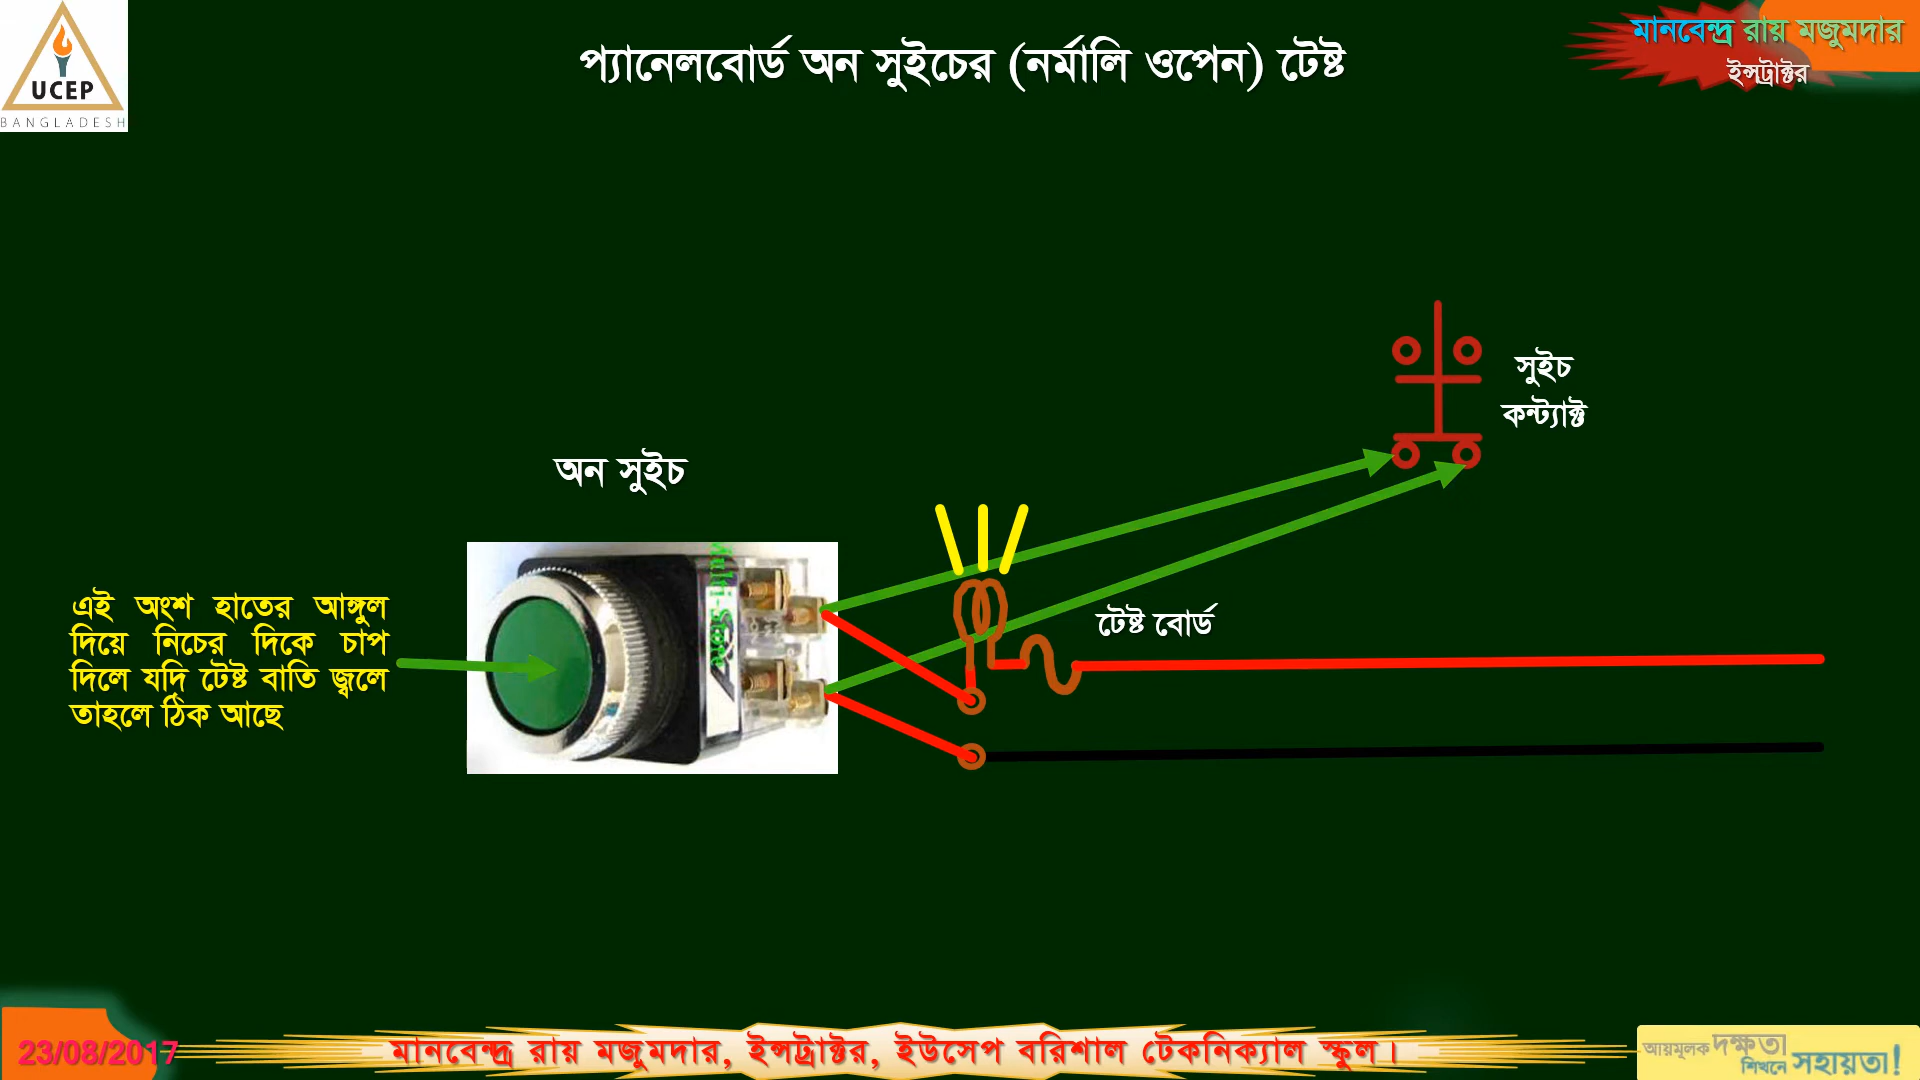 UCEP
BANGLADESH
প্যানেলবোর্ড অন সুইচের (নর্মালি ওপেন) টেষ্ট
মানবেন্দ্র রায় মজুমদার
ইন্সট্রাক্টর
সুইচ
কন্ট্যাক্ট
অন সুইচ
Multi-Store
টেষ্ট বোর্ড
এই অংশ হাতের আঙ্গুল
দিয়ে নিচের দিকে চাপ
দিলে যদি টেষ্ট বাতি জ্বলে
তাহলে ঠিক আছে
23/08/2017
মানবেন্দ্র রায় মজুমদার, ইন্সট্রাক্টর, ইউসেপ বরিশাল টেকনিক্যাল স্কুল।
আয়মূলক দক্ষতা
শিখনে সহায়তা!